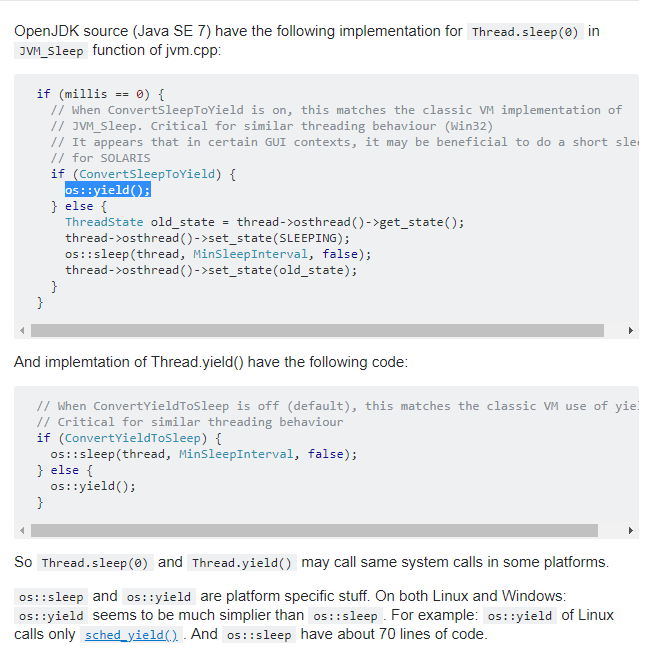 OpenJDK source (Java SE 7) have the following implementation for Thread.sleep(0) in
JVM_Sleep function of jvm.cpp:
if (millis == 0) {
// When ConvertSleepToYield is on, this matches the classic VM implementation of
// JVM_Sleep. Critical for similar threading behaviour (Win32)
// It appears that in certain GUI contexts, it may be beneficial to do a short
// for SOLARIS
if (ConvertSleepToYield) {
os::yield();
} else {
ThreadState old_state = thread->osthread()->get_state();
thread->osthread()->set_state(SLEEPING);
os::sleep(thread, MinSleepInterval, false);
thread->osthread()->set_state(old_state);
}
}
And implemtation of Thread.yield() have the following code:
// When ConvertYieldToSleep is off (default), this matches the classic VM use of
// Critical for similar threading behaviour
if (ConvertYieldToSleep) {
os::sleep(thread, MinSleepInterval, false);
} else {
os::yield();
}
So Thread.sleep(0) and Thread.yield() may call same system calls in some platforms.
os::sleep and os::yield are platform specific stuff. On both Linux and Windows:
os::yield seems to be much simplier than os::sleep. For example: os::yield of Linux
calls only sched_yield(). And os::sleep have about 70 lines of code.